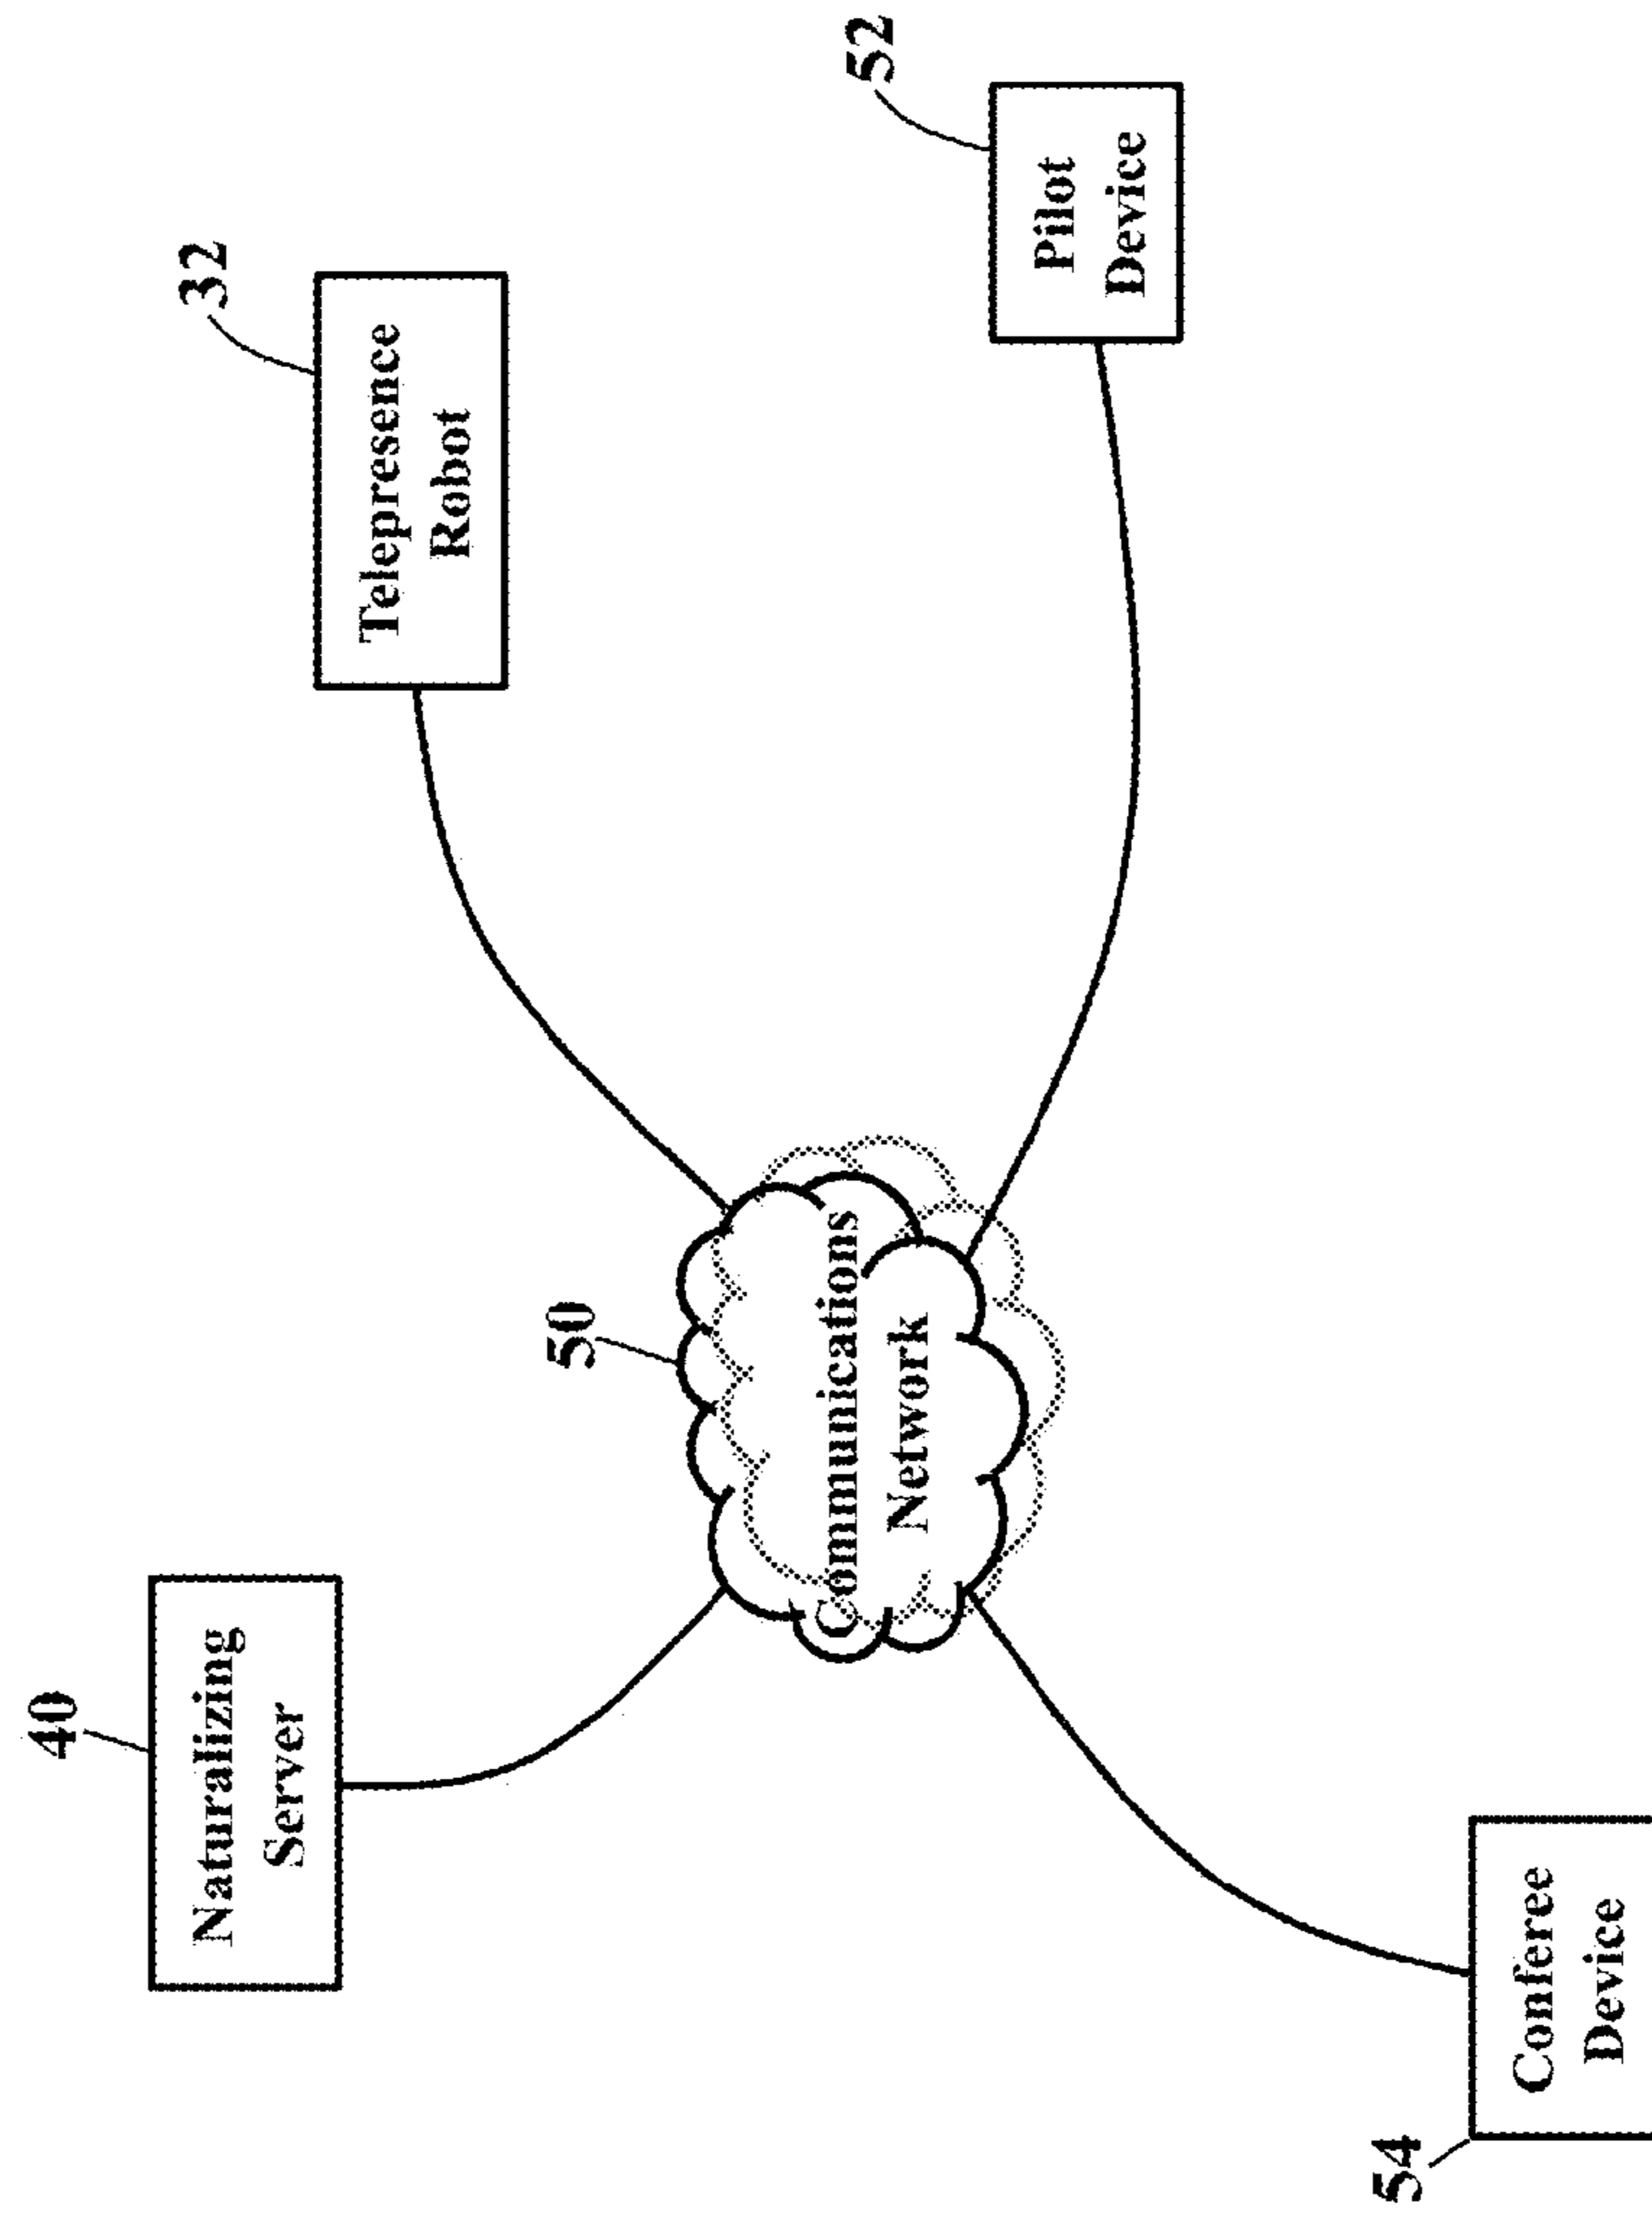 40
Naturalizing
Server
32
Telepresence
Robot
50
Communications
Network
52
Pilot
Device
54
Conferee
Device